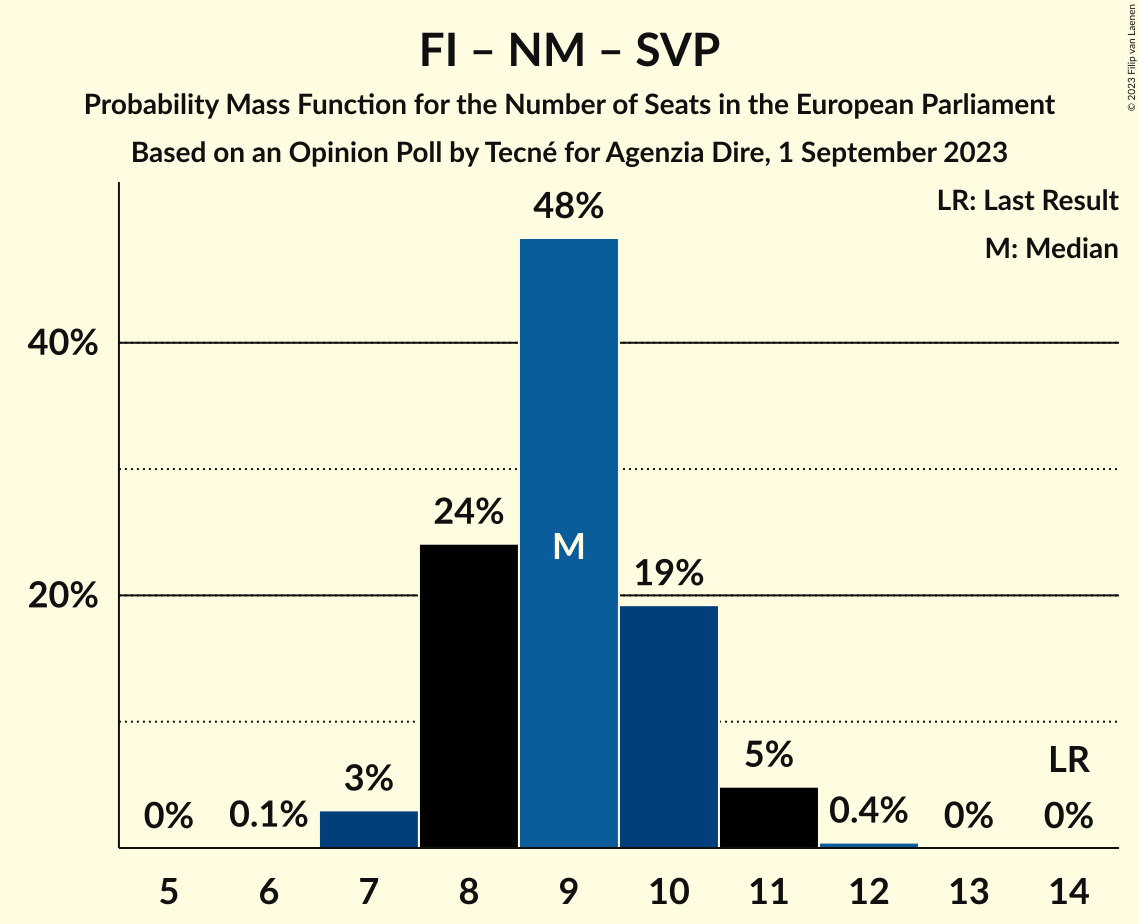 FI – NM – SVP
Probability Mass Function for the Number of Seats in the European Parliament
Based on an Opinion Poll by Tecné for Agenzia Dire, 1 September 2023
© 2023 Filip van Laenen
LR: Last Result
M: Median
48%
40%
24%
M
19%
20%
5%
LR
3%
0%
0.1%
0.4%
0%
0%
5 6 7 8 9 10 11 12 13 14